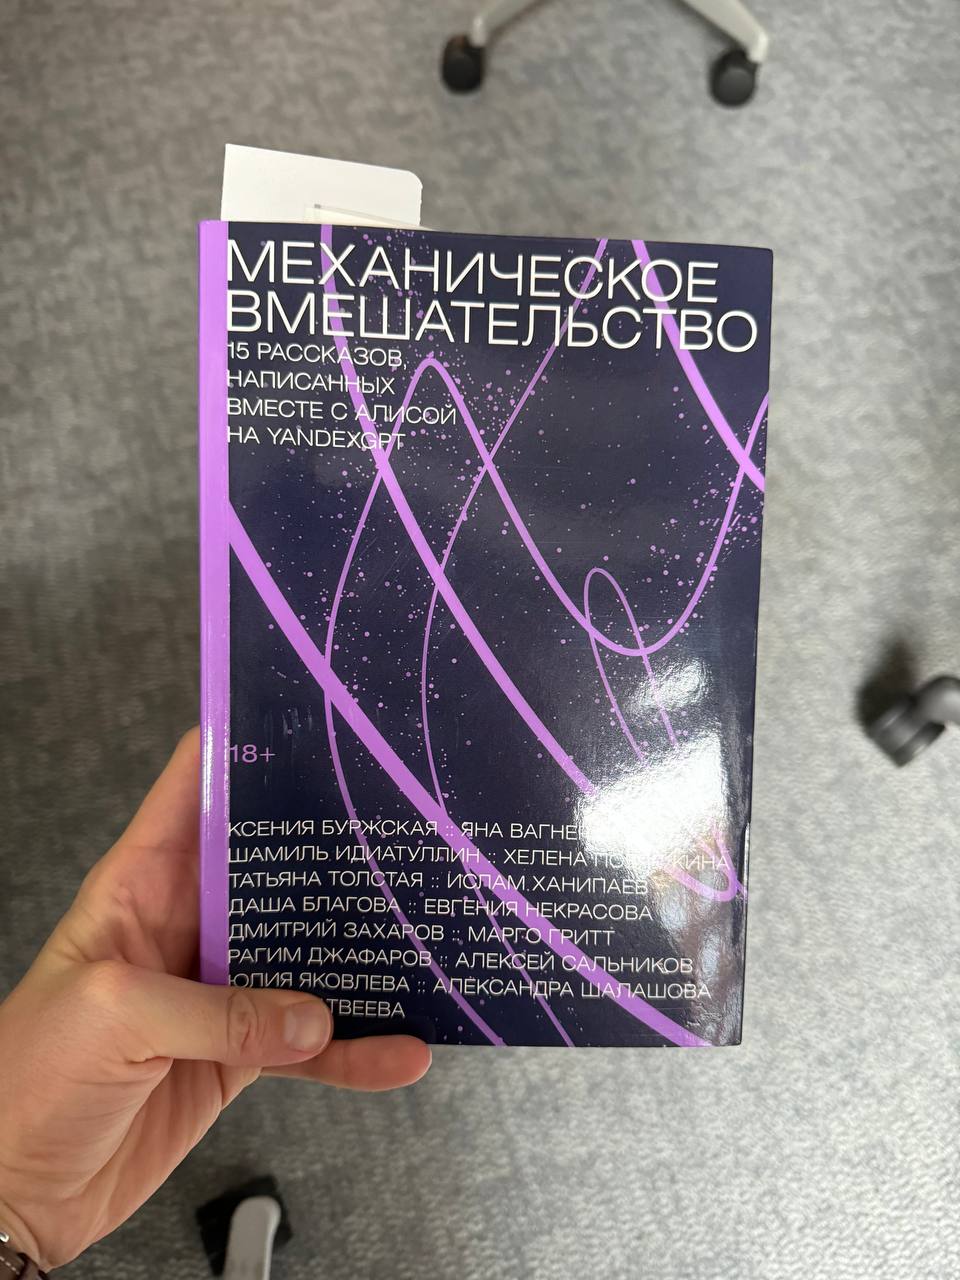 МЕХАНИЧЕСКОЕ
ВМЕШАТЕЛЬСТВО
15 РАССКАЗОВ,
НАПИСАННЫХ
ВМЕСТЕ С АЛИСОЙ
НА YANDEXGPT
18+
КСЕНИЯ БУРЖСКАЯ :: ЯНА
ШАМИЛЬ ИДИАТУЛЛИН :: ХЕЛЕНА
ТАТЬЯНА ТОЛСТАЯ :: ИСЛАМ ХАНИПАЕВ
ДАША БЛАГОВА :: ЕВГЕНИЯ НЕКРАСОВА
ДМИТРИЙ ЗАХАРОВ :: МАРГО ГРИТТ
РАГИМ ДЖАФАРОВ :: АЛЕКСЕЙ САЛЬНИКОВ
ЮЛИЯ ЯКОВЛЕВА :: АЛЕКСАНДРА ШАЛАШОВА